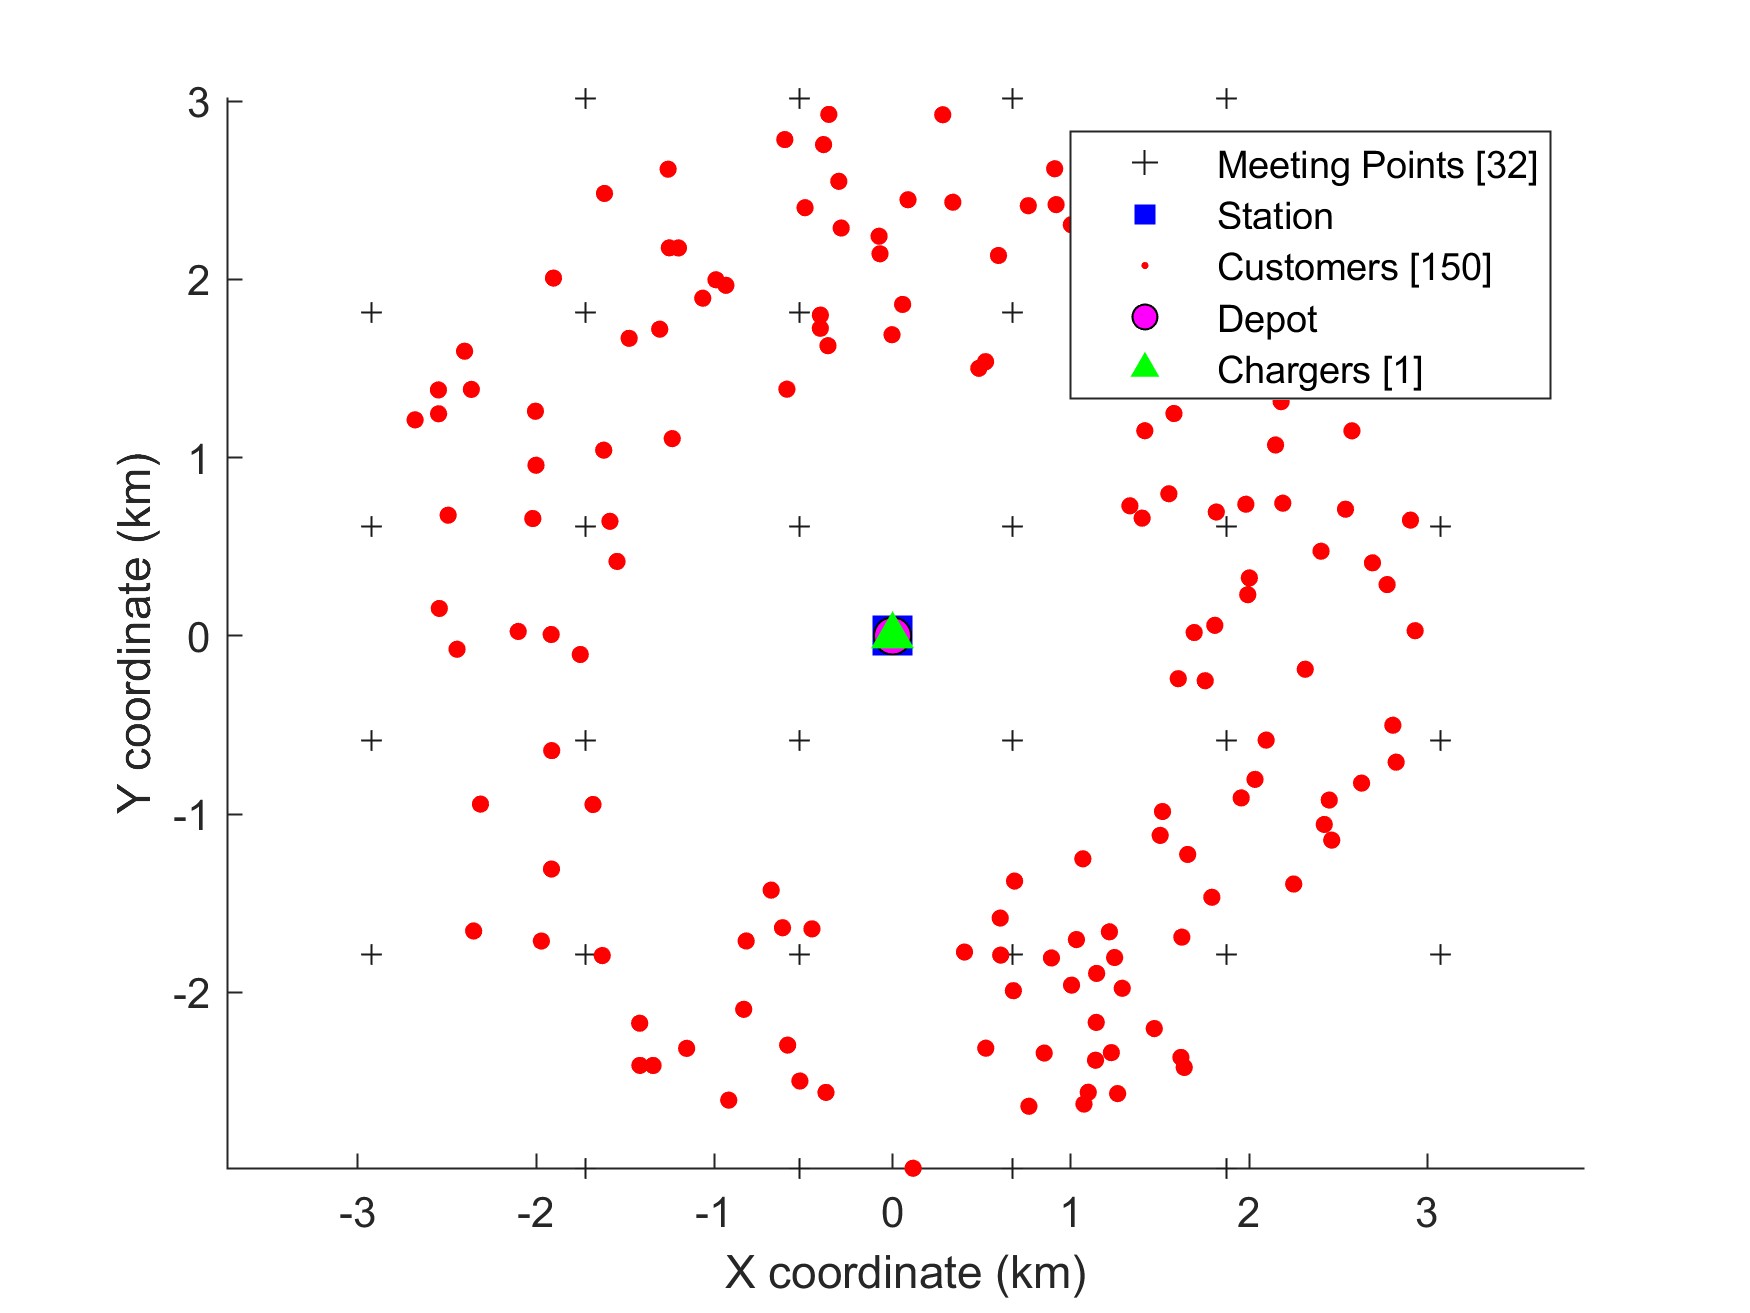 3
2
1
0
-1
-2
Y coordinate (km)
Meeting Points [32]
Station
Customers [150]
Depot
Chargers [1]
-3 -2 -1 0 1 2 3
X coordinate (km)